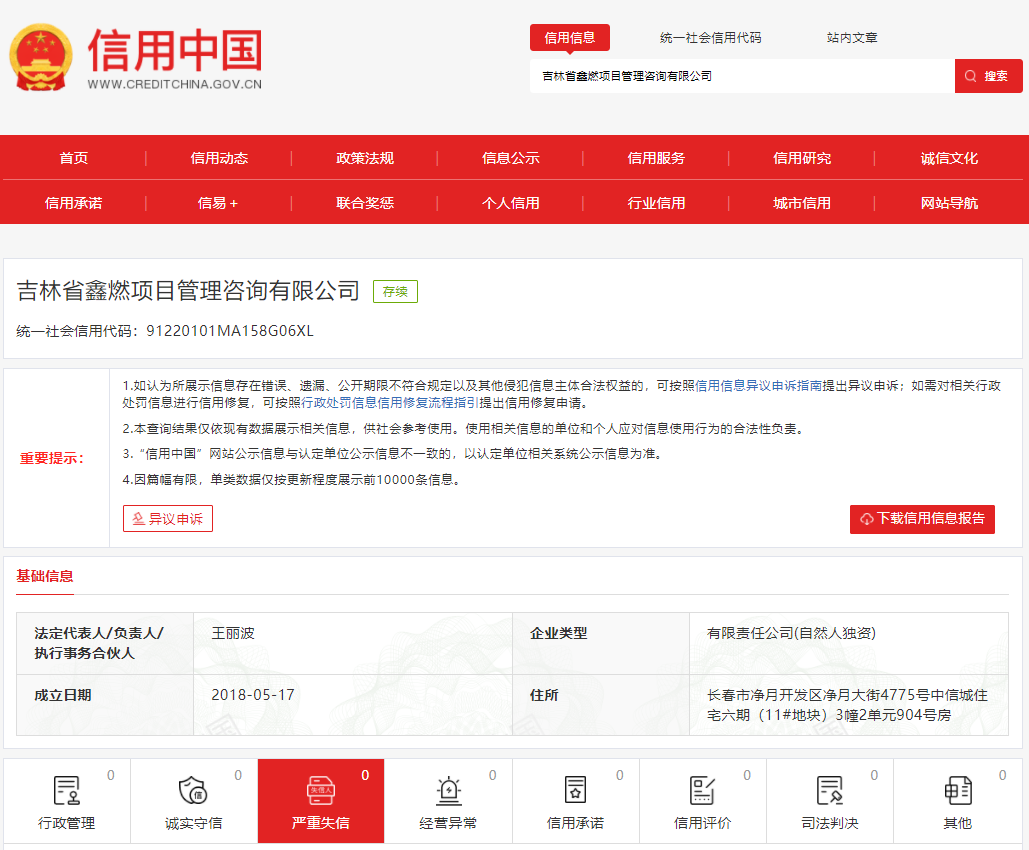 信用中国
WWW.CREDITCHINA.GOV.CN
信用信息
统一社会信用代码
站内文章
吉林省鑫燃项目管理咨询有限公司
搜索
首页 信用动态 政策法规 信息公示 信用服务 信用研究 诚信文化
信用承诺 信易+ 联合奖惩 个人信用 行业信用 城市信用 网站导航
吉林省鑫燃项目管理咨询有限公司 存续
统一社会信用代码：91220101MA158G06XL
重要提示：
1.如认为所展示信息存在错误、遗漏、公开期限不符合规定以及其他侵犯信息主体合法权益的，可按照信用信息异议申诉指南提出异议申诉；如需对相关行政
处罚信息进行信用修复，可按照行政处罚信息信用修复流程指引提出信用修复申请。
2.本查询结果仅依现有数据展示相关信息，供社会参考使用。使用相关信息的单位和个人应对信息使用行为的合法性负责。
3.“信用中国”网站公示信息与认定单位公示信息不一致的，以认定单位相关系统公示信息为准。
4.因篇幅有限，单类数据仅按更新程度展示前10000条信息。
异议申诉
下载信用信息报告
基础信息
法定代表人/负责人/
执行事务合伙人
王丽波
企业类型
有限责任公司(自然人独资)
成立日期
2018-05-17
住所
长春市净月开发区净月大街4775号中信城住
宅六期（11#地块）3幢2单元904号房
0 0 0 0 0 0 0 0
失信人
信
行政管理 诚实守信 严重失信 经营异常 信用承诺 信用评价 司法判决 其他